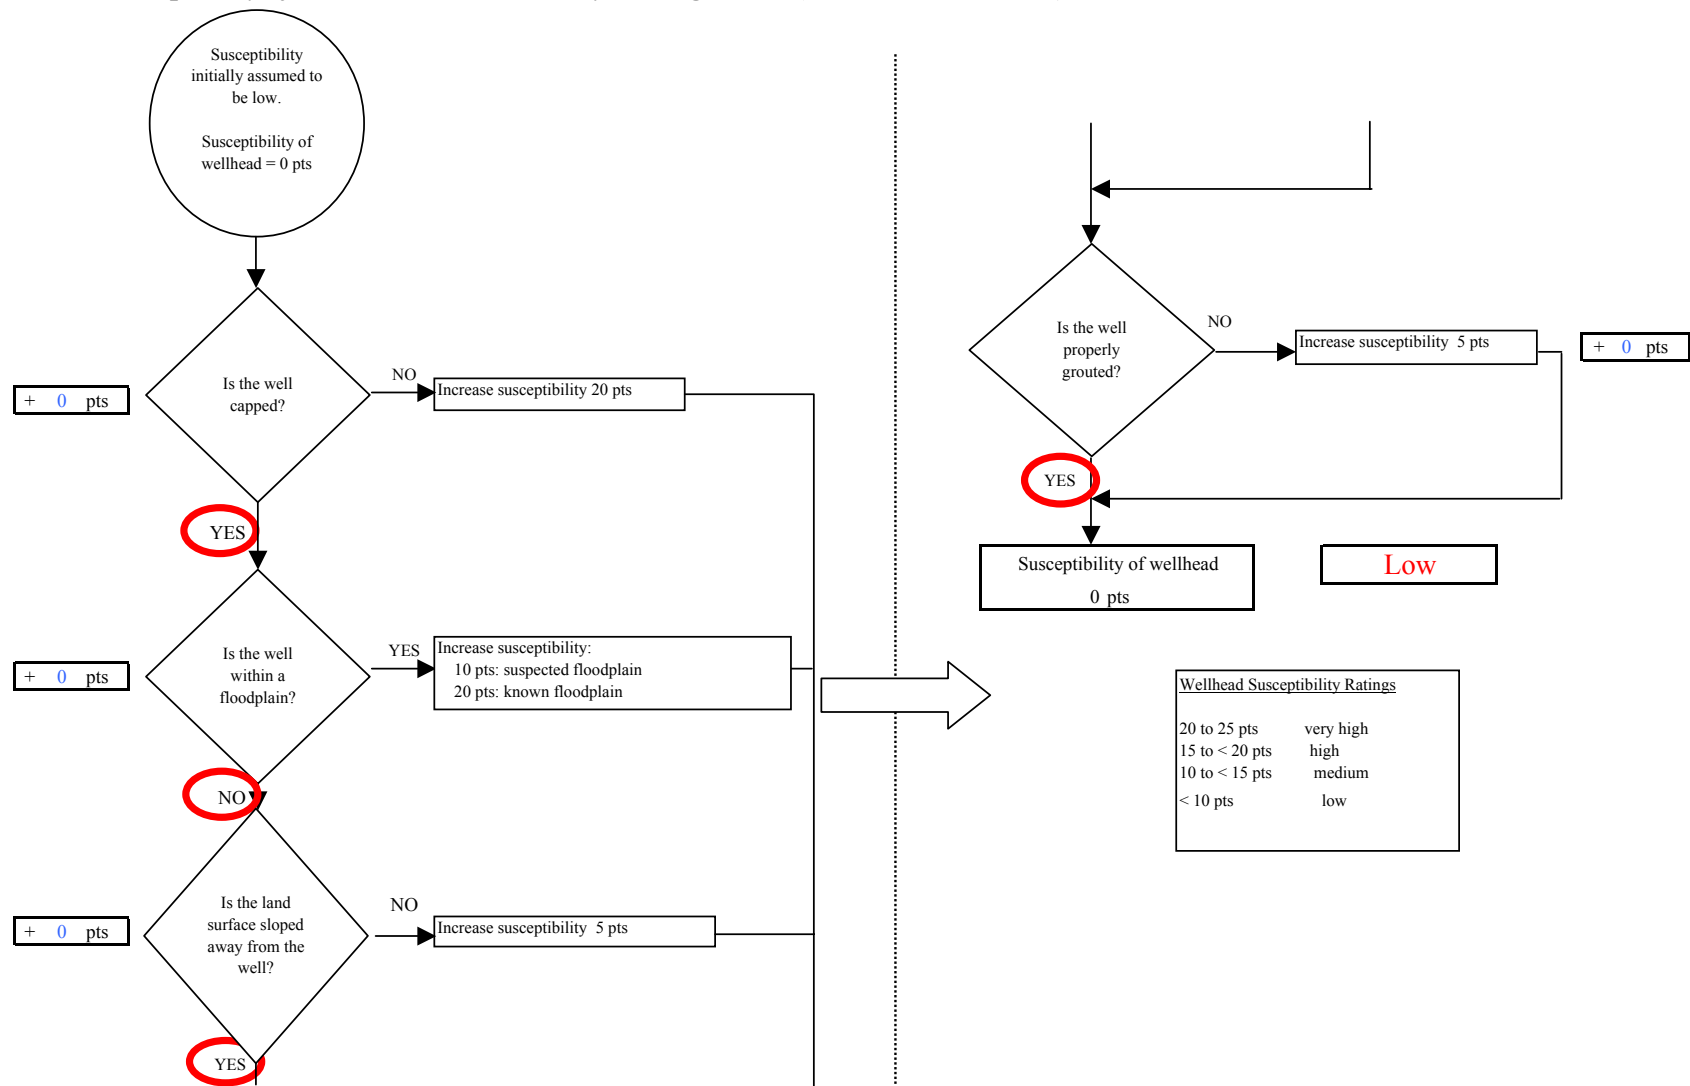 Susceptibility
initially assumed to
be low.
Susceptibility of
wellhead = 0 pts
Is the well
capped?
NO
Increase susceptibility 20 pts
+ 0 pts
YES
Is the well
within a
floodplain?
YES
Increase susceptibility:
10 pts: suspected floodplain
20 pts: known floodplain
+ 0 pts
NO
Is the land
surface sloped
away from the
well?
NO
Increase susceptibility 5 pts
+ 0 pts
YES
Is the well
properly
grouted?
NO
Increase susceptibility 5 pts
+ 0 pts
YES
Susceptibility of wellhead
0 pts
Low
Wellhead Susceptibility Ratings
20 to 25 pts very high
15 to < 20 pts high
10 to < 15 pts medium
< 10 pts low